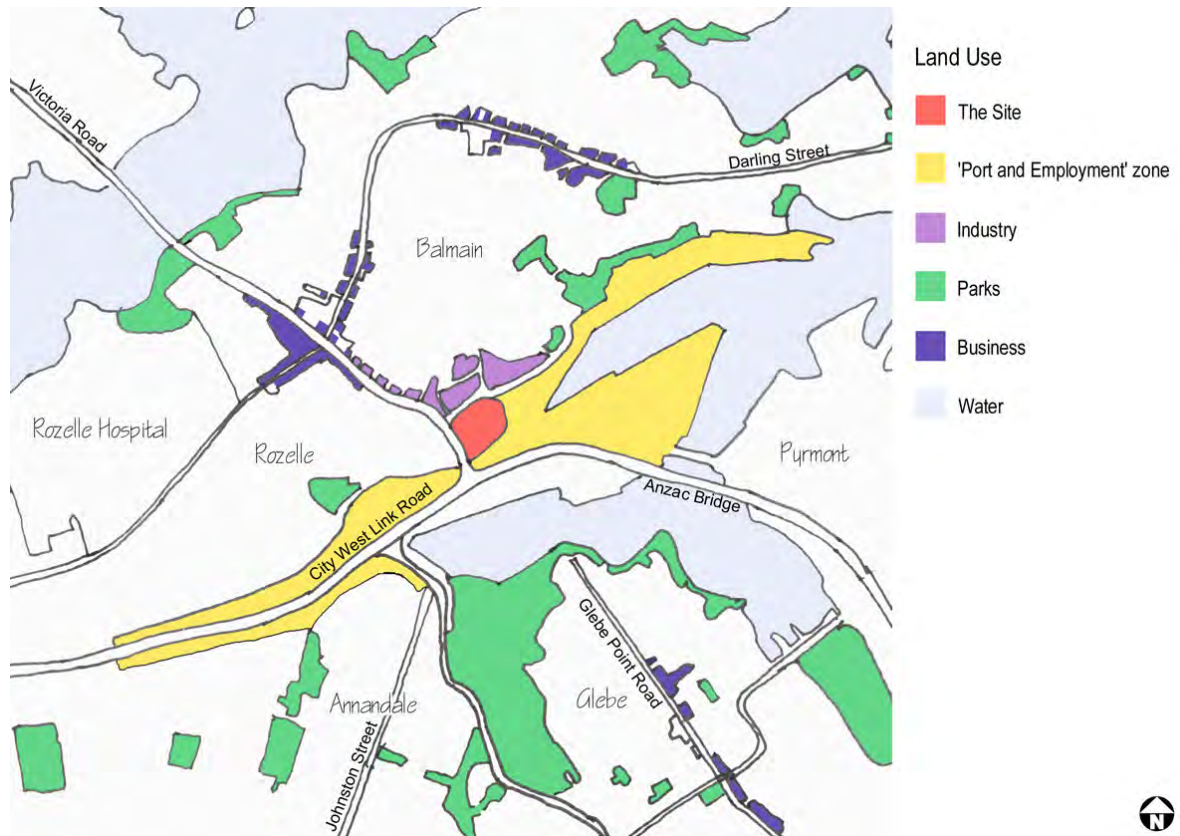 Victoria Road
Darling Street
Balmain
Rozelle Hospital
Rozelle
Pyrmont
Anzac Bridge
City West Link Road
Glebe Point Road
Annandale
Glebe
Johnston Street
Land Use
The Site
'Port and Employment' zone
Industry
Parks
Business
Water
N